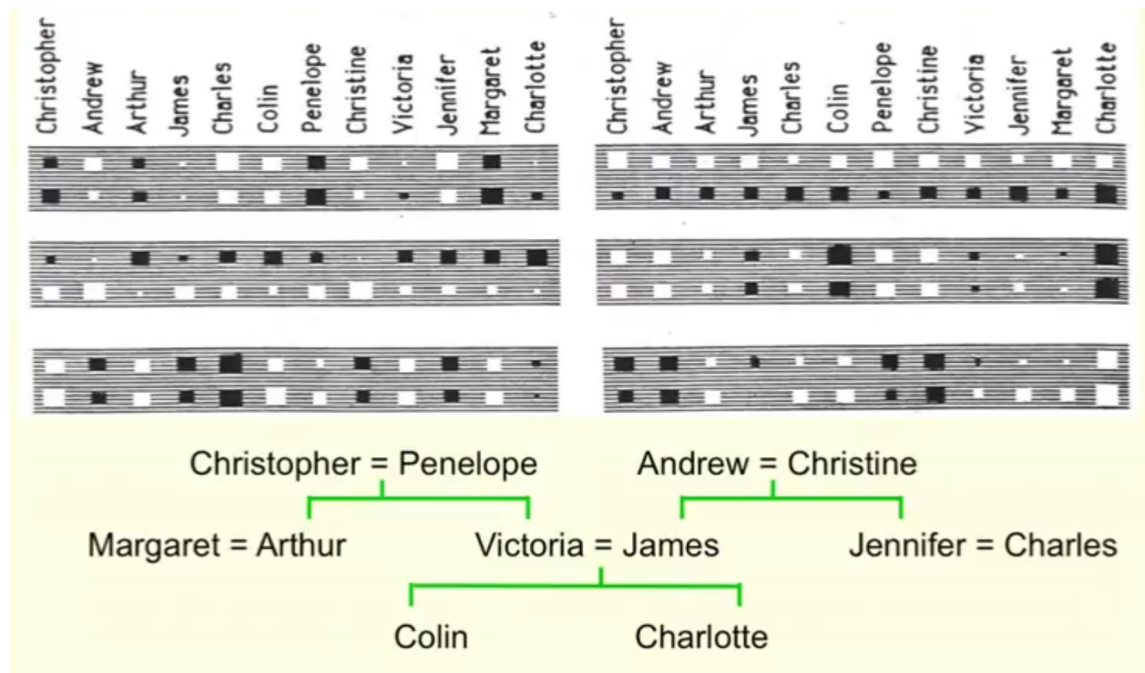 Christopher Andrew Arthur James Charles Colin Penelope Christine Victoria Jennifer Margaret Charlotte
Christopher Andrew Arthur James Charles Colin Penelope Christine Victoria Jennifer Margaret Charlotte
Christopher = Penelope Andrew = Christine
Margaret = Arthur Victoria = James Jennifer = Charles
Colin Charlotte